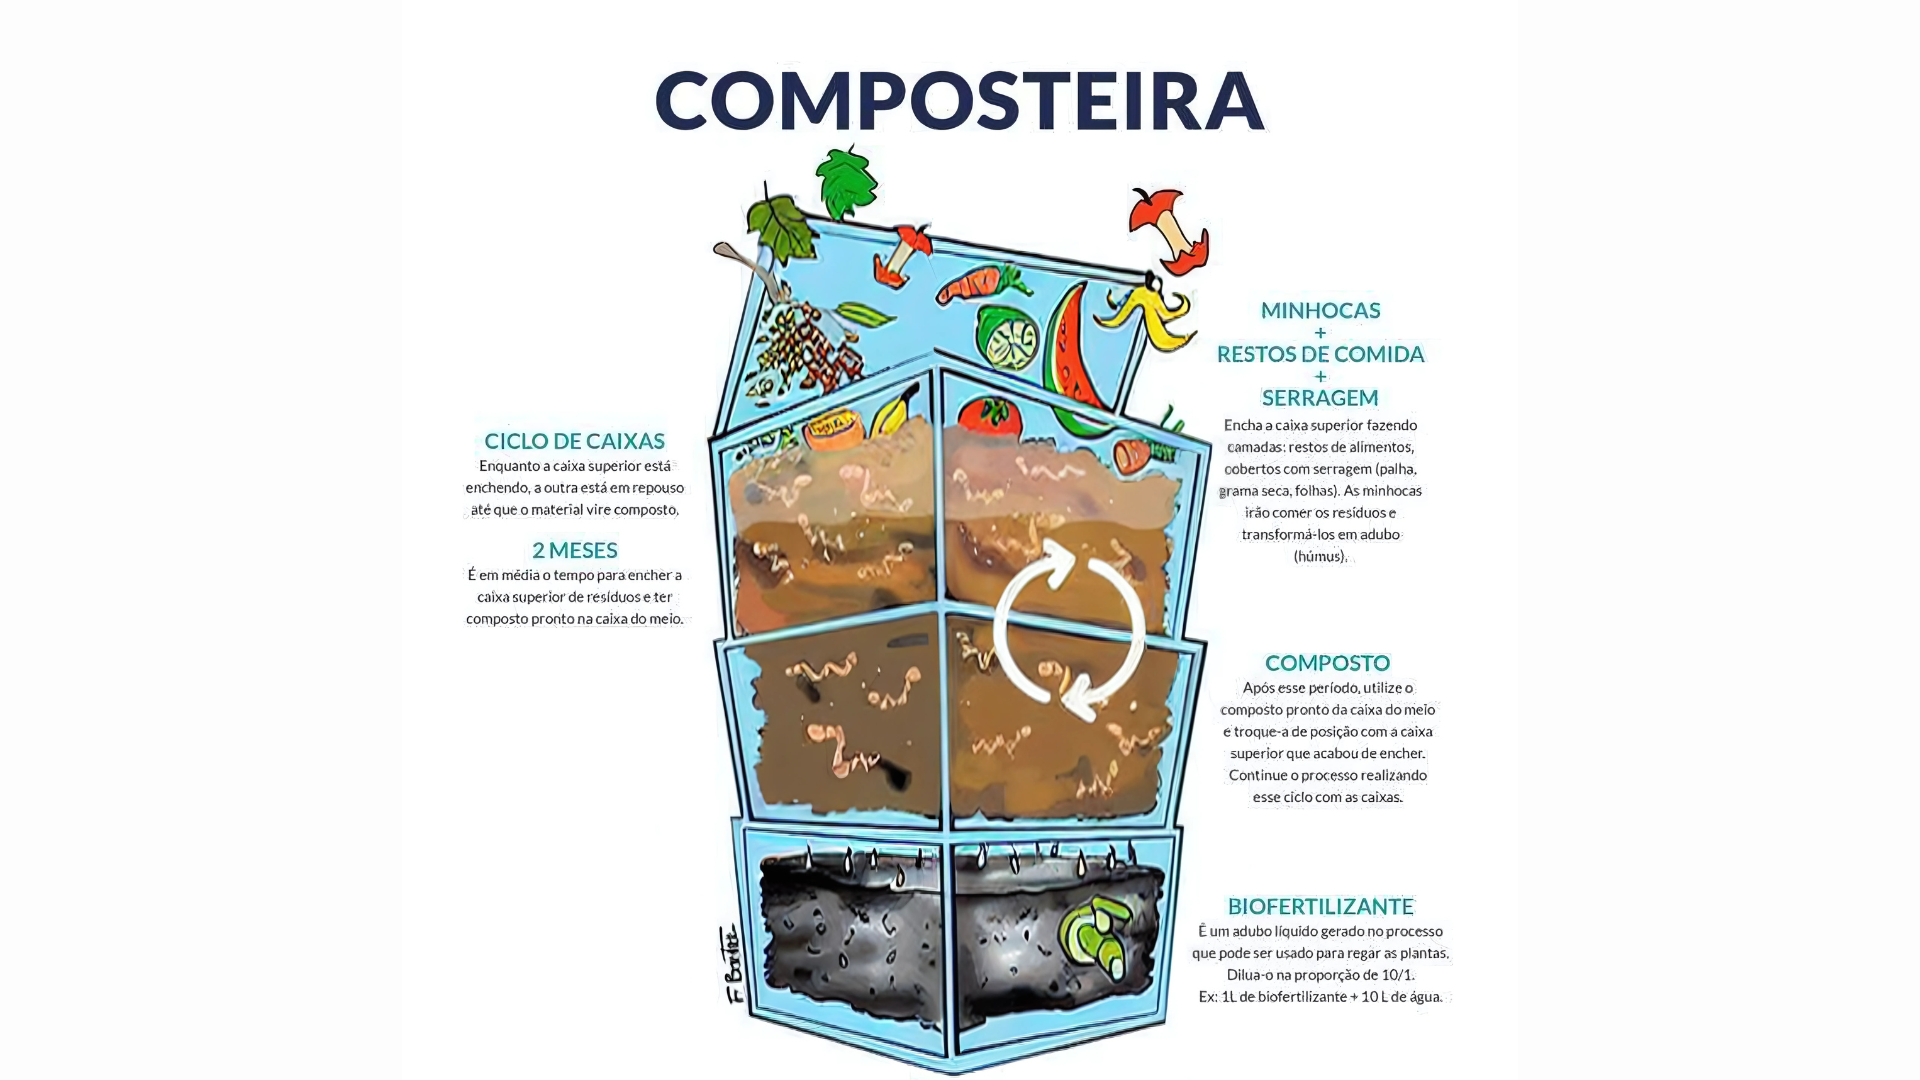 COMPOSTEIRA
MINHOCAS
+
RESTOS DE COMIDA
+
SERRAGEM
Encha a caixa superior fazendo
camadas: restos de alimentos,
cobertos com serragem (palha,
grama seca, folhas). As minhocas
irão comer os resíduos e
transformá-los em adubo
(húmus).
CICLO DE CAIXAS
Enquanto a caixa superior está
enchendo, a outra está em repouso
até que o material vire composto.
2 MESES
É em média o tempo para encher a
caixa superior de resíduos e ter
composto pronto na caixa do meio.
COMPOSTO
Após esse período, utilize o
composto pronto da caixa do meio
e troque-a de posição com a caixa
superior que acabou de encher.
Continue o processo realizando
esse ciclo com as caixas.
BIOFERTILIZANTE
É um adubo líquido gerado no processo
que pode ser usado para regar as plantas.
Dilua-o na proporção de 10/1.
Ex: 1L de biofertilizante + 10 L de água.